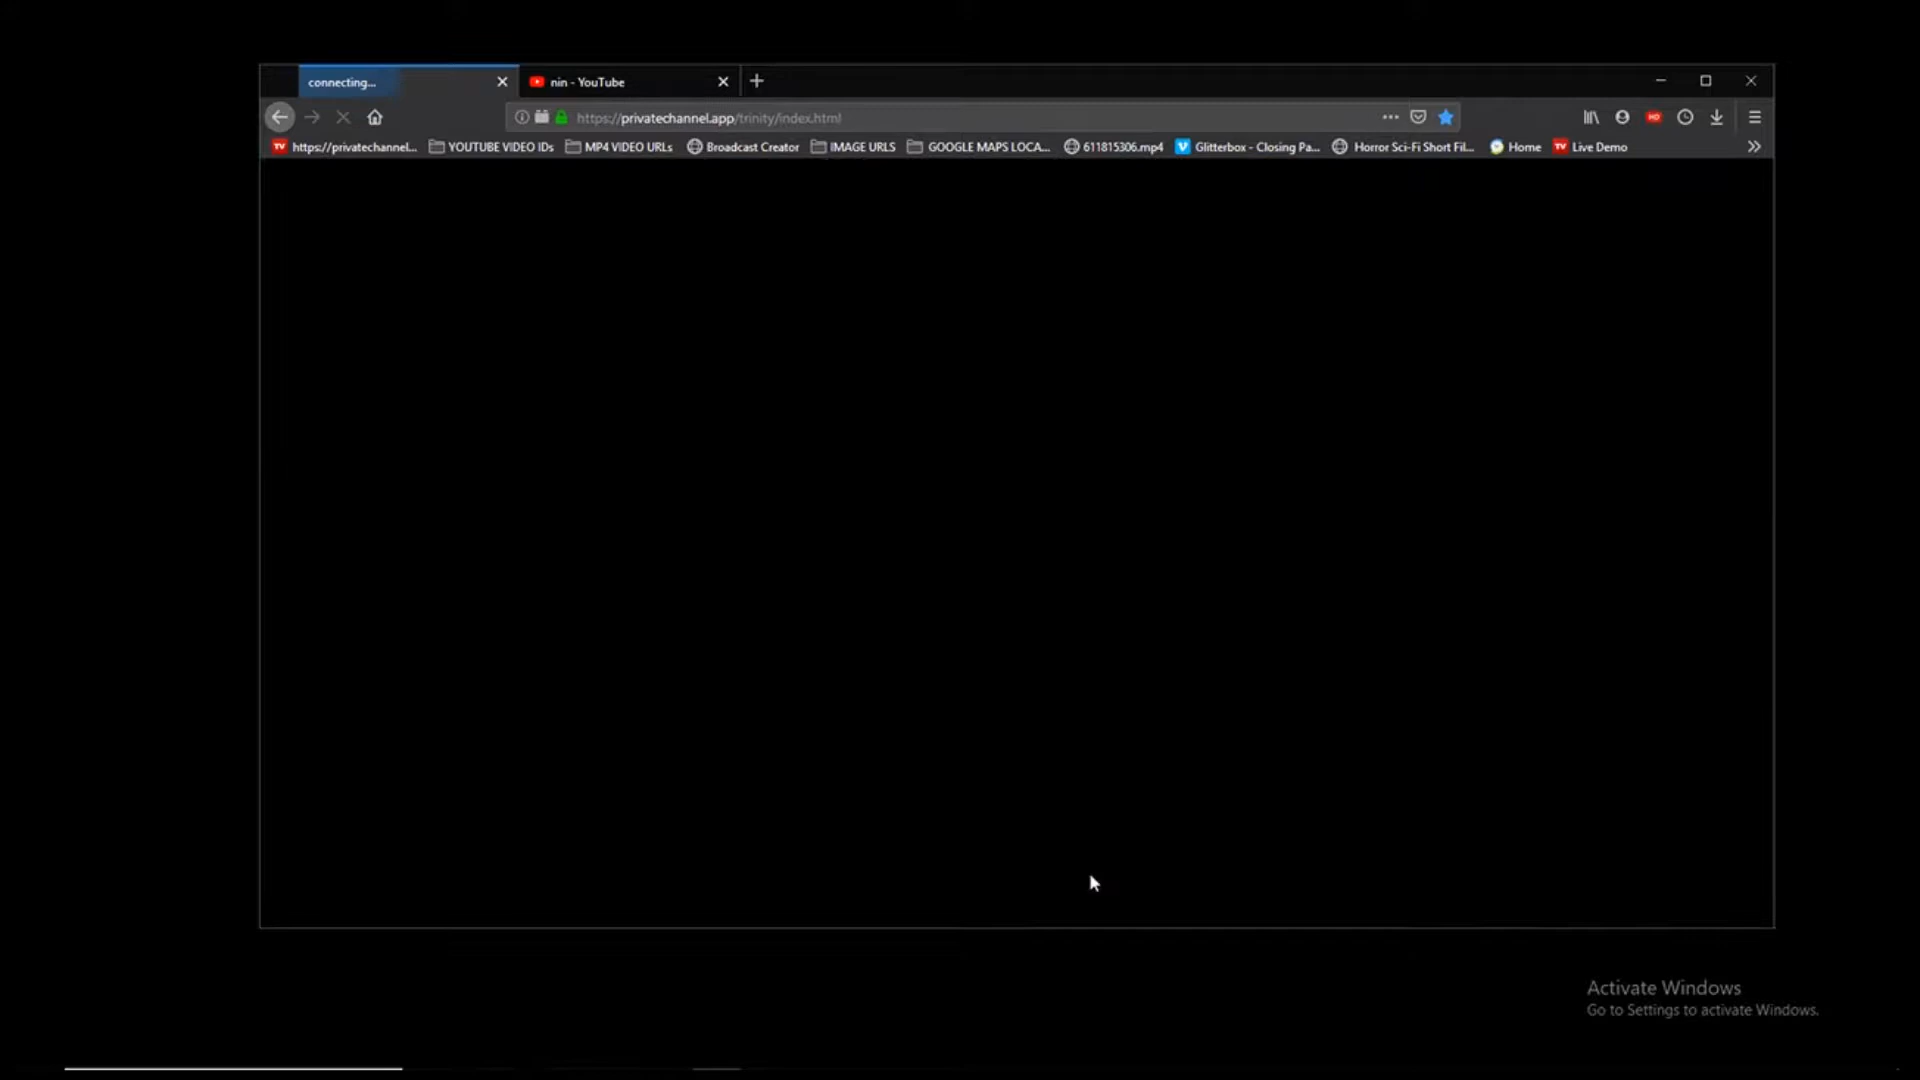 connecting...
nin - YouTube
https://privatechannel.app/trinity/index.html
TV https://privatechannel... YOUTUBE VIDEO IDs MP4 VIDEO URLs Broadcast Creator IMAGE URLS GOOGLE MAPS LOCA... 611815306.mp4 Glitterbox - Closing Pa... Horror Sci-Fi Short Fil... Home TV Live Demo
Activate Windows
Go to Settings to activate Windows.